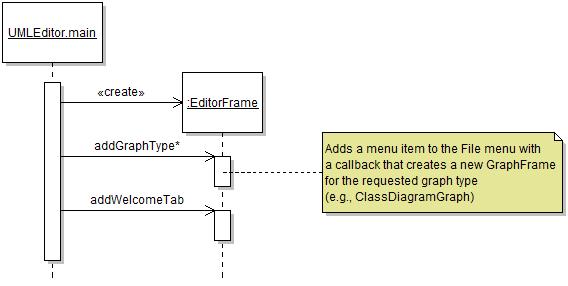 UMLEditor.main
«create»
:EditorFrame
addGraphType*
Adds a menu item to the File menu with
a callback that creates a new GraphFrame
for the requested graph type
(e.g., ClassDiagramGraph)
addWelcomeTab